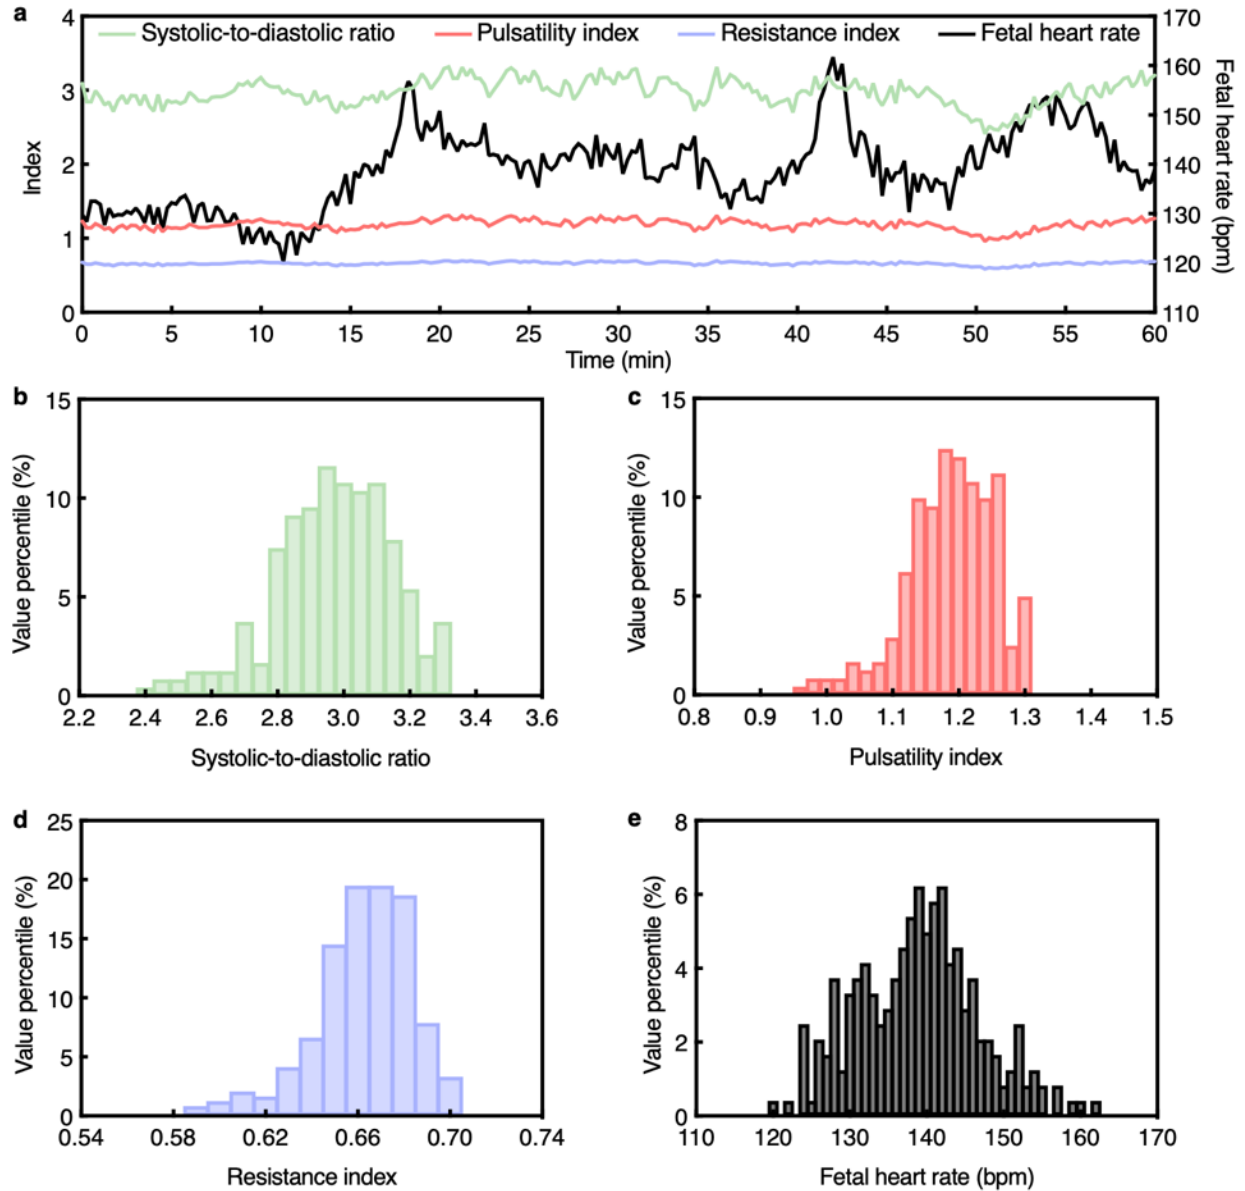 a
4 170
Systolic-to-diastolic ratio Pulsatility index Resistance index Fetal heart rate
160
3
150
Index
2 140
Fetal heart rate (bpm)
130
1
120
0 110
0 5 10 15 20 25 30 35 40 45 50 55 60
Time (min)
b
15
Value percentile (%)
10
5
0
2.2 2.4 2.6 2.8 3.0 3.2 3.4 3.6
Systolic-to-diastolic ratio
c
15
Value percentile (%)
10
5
0
0.8 0.9 1.0 1.1 1.2 1.3 1.4 1.5
Pulsatility index
d
25
20
Value percentile (%)
15
10
5
0
0.54 0.58 0.62 0.66 0.70 0.74
Resistance index
e
8
6
Value percentile (%)
4
2
0
110 120 130 140 150 160 170
Fetal heart rate (bpm)